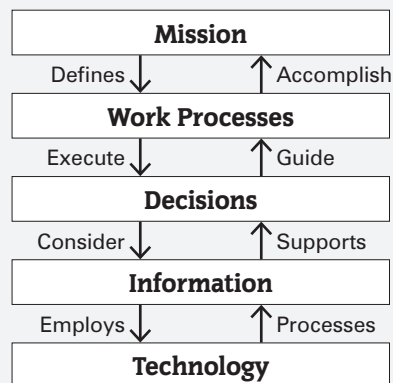 Mission
Defines Accomplish
Work Processes
Execute Guide
Decisions
Consider Supports
Information
Employs Processes
Technology